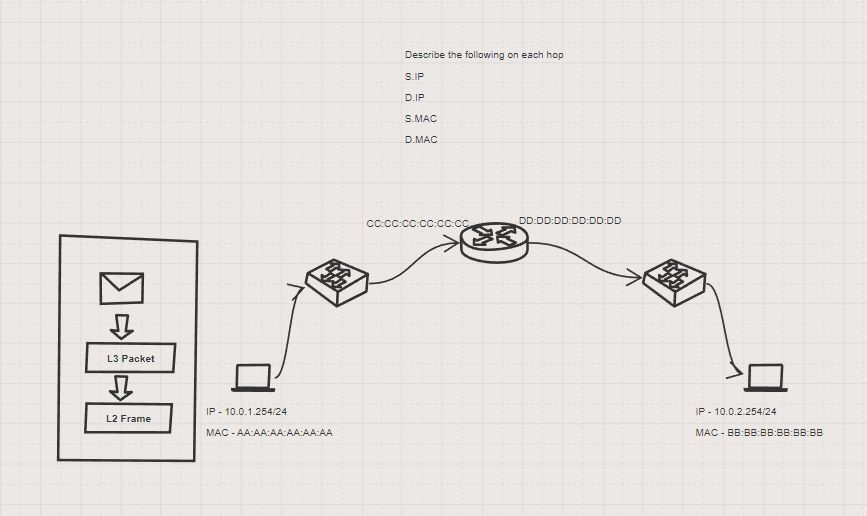 Describe the following on each hop
S.IP
D.IP
S.MAC
D.MAC
CC:CC:CC:CC:CC:CC
DD:DD:DD:DD:DD:DD
L3 Packet
L2 Frame
IP - 10.0.1.254/24
MAC - AA:AA:AA:AA:AA:AA
IP - 10.0.2.254/24
MAC - BB:BB:BB:BB:BB:BB